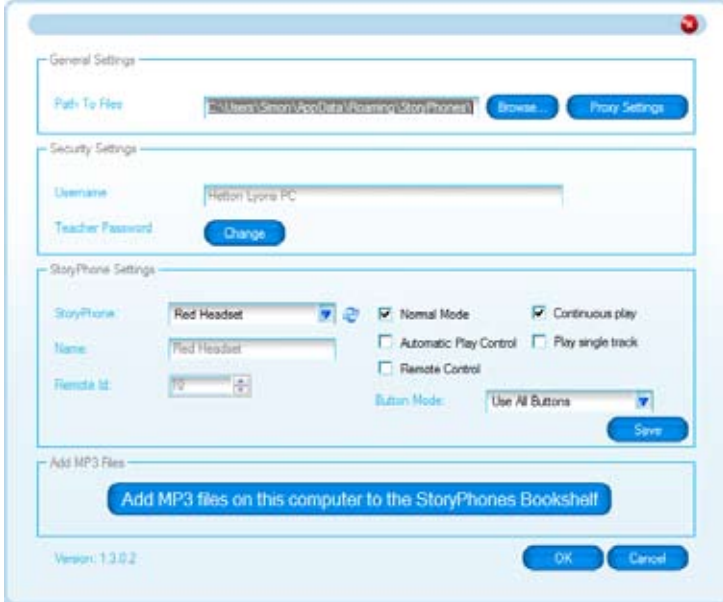 General Settings
Path To Files C:\Users\Simon\AppData\Roaming\StoryPhones\ Browse... Proxy Settings
Security Settings
Username Hetton Lyons PC
Teacher Password Change
StoryPhone Settings
StoryPhone: Red Headset Normal Mode Continuous play
Name: Red Headset Automatic Play Control Play single track
Remote Id: 10 Remote Control
Button Mode: Use All Buttons
Save
Add MP3 Files
Add MP3 files on this computer to the StoryPhones Bookshelf
Version: 1.3.0.2 OK Cancel